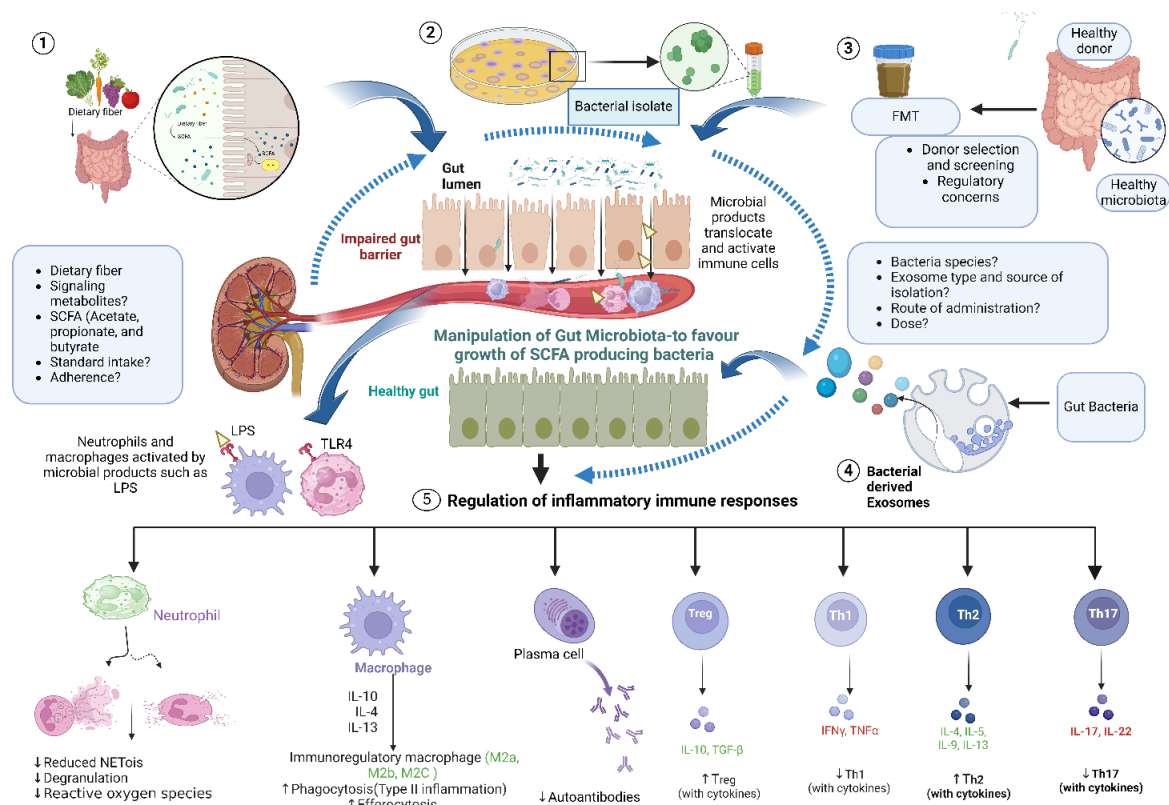 1
Dietary fiber
Dietary fiber
SCFA
SCFA
2
Bacterial isolate
3
Healthy
donor
FMT
Donor selection
and screening
Regulatory
concerns
Healthy
microbiota
Gut
lumen
Impaired gut
barrier
Microbial
products
translocate
and activate
immune cells
• Dietary fiber
• Signaling
metabolites?
• SCFA (Acetate,
propionate, and
butyrate
• Standard intake?
• Adherence?
• Bacteria species?
• Exosome type and source of
isolation?
• Route of administration?
• Dose?
Manipulation of Gut Microbiota-to favour
growth of SCFA producing bacteria
Healthy gut
Gut Bacteria
4 Bacterial
derived
Exosomes
Neutrophils and
macrophages activated by
microbial products such as
LPS
LPS
TLR4
5 Regulation of inflammatory immune responses
Neutrophil
↓ Reduced NETois
↓ Degranulation
↓ Reactive oxygen species
Macrophage
IL-10
IL-4
IL-13
Immunoregulatory macrophage (M2a,
M2b, M2C )
↑ Phagocytosis(Type II inflammation)
↑ Efferocytosis
Plasma cell
↓ Autoantibodies
Treg
IL-10, TGF-β
↑ Treg
(with cytokines)
Th1
IFNγ, TNFα
↓ Th1
(with cytokines)
Th2
IL-4, IL-5,
IL-9, IL-13
↑ Th2
(with cytokines)
Th17
IL-17, IL-22
↓ Th17
(with cytokines)